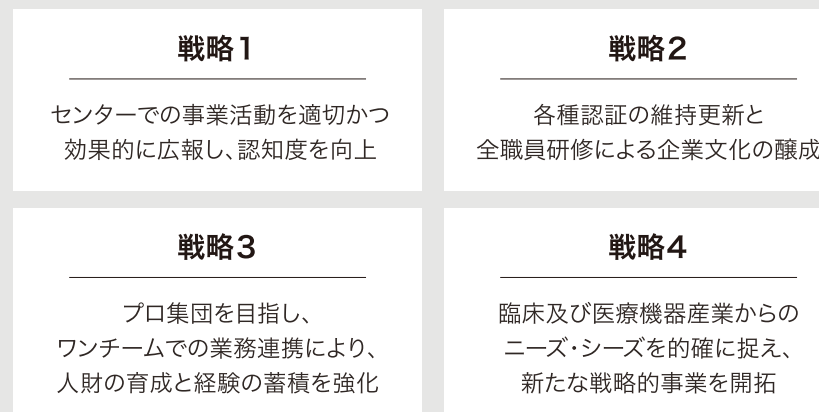 戦略1
センターでの事業活動を適切かつ
効果的に広報し、認知度を向上
戦略2
各種認証の維持更新と
全職員研修による企業文化の醸成
戦略3
プロ集団を目指し、
ワンチームでの業務連携により、
人財の育成と経験の蓄積を強化
戦略4
臨床及び医療機器産業からの
ニーズ・シーズを的確に捉え、
新たな戦略的事業を開拓